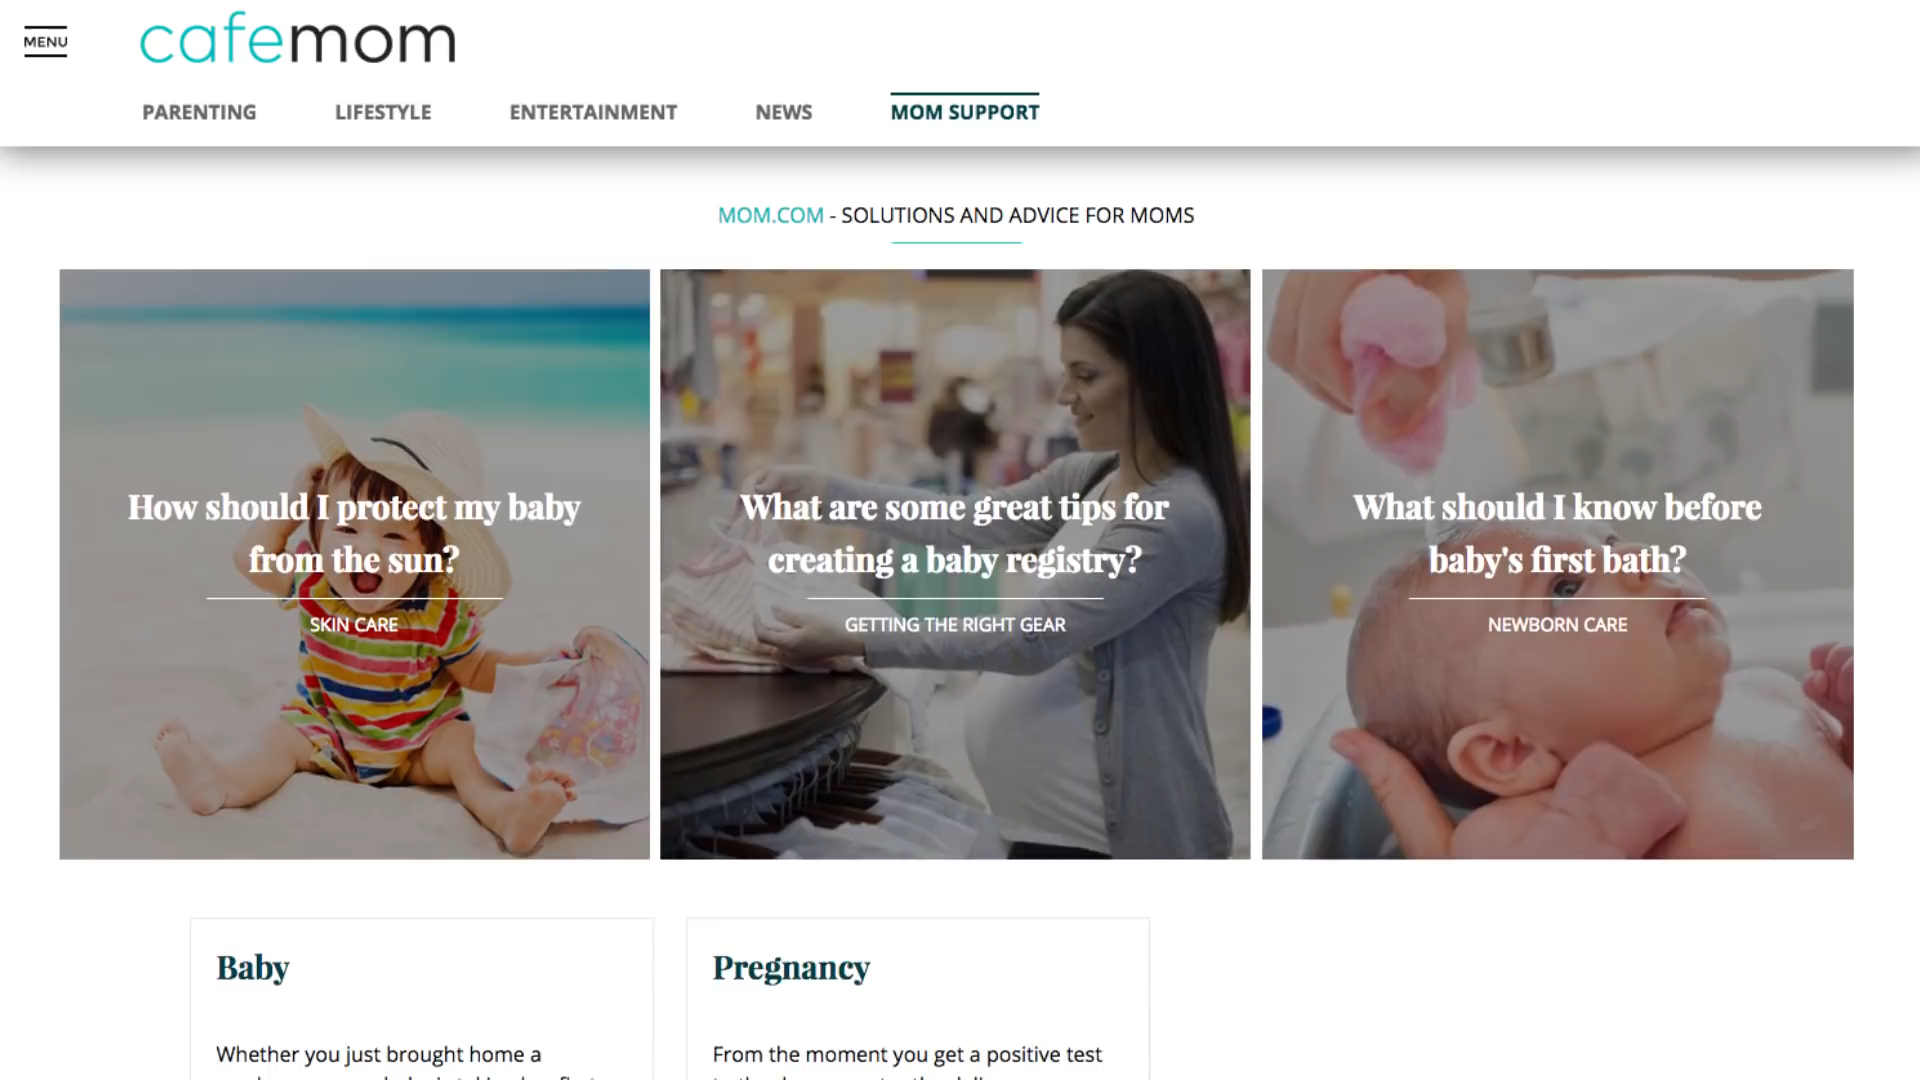 MENU
cafemom
PARENTING LIFESTYLE ENTERTAINMENT NEWS MOM SUPPORT
MOM.COM - SOLUTIONS AND ADVICE FOR MOMS
How should I protect my baby
from the sun?
SKIN CARE
What are some great tips for
creating a baby registry?
GETTING THE RIGHT GEAR
What should I know before
baby's first bath?
NEWBORN CARE
Baby
Whether you just brought home a
Pregnancy
From the moment you get a positive test